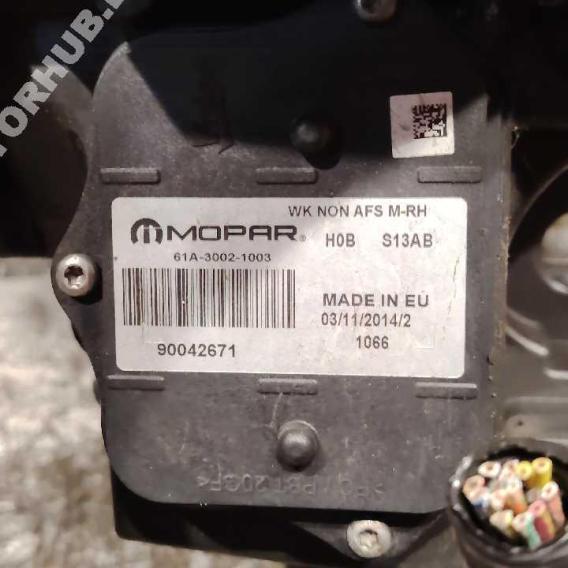 TORHUB.
WK NON AFS M-RH
MOPAR®
H0B S13AB
61A-3002-1003
MADE IN EU
03/11/2014/2
90042671
1066